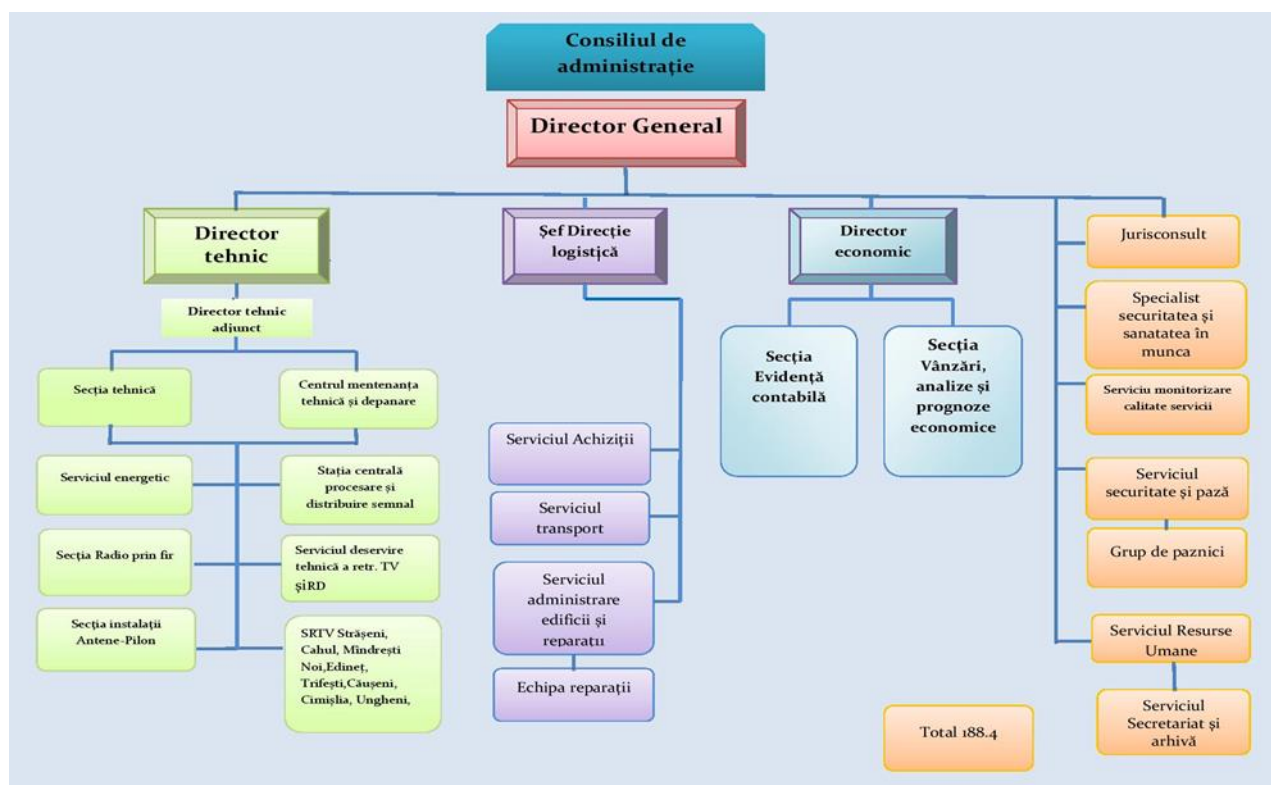 Consiliul de
administrație
Director General
Director
tehnic
Director tehnic
adjunct
Secția tehnică
Centrul mentenanța
tehnică și depanare
Serviciul energetic
Stația centrală
procesare și
distribuire semnal
Secția Radio prin fir
Serviciul deservire
tehnică a retr. TV
șiRD
Secția instalații
Antene-Pilon
SRTV Strășeni,
Cahul, Mîndrești
Noi,Edineț,
Trifești,Căușeni,
Cimișlia, Ungheni,
Șef Direcție
logistică
Serviciul Achiziții
Serviciul
transport
Serviciul
administrare
edificii și
reparații
Echipa reparații
Director
economic
Secția
Evidență
contabilă
Secția
Vânzări,
analize și
prognoze
economice
Jurisconsult
Specialist
securitatea și
sanatatea în
munca
Serviciu monitorizare
calitate servicii
Serviciul
securitate și pază
Grup de paznici
Serviciul Resurse
Umane
Serviciul
Secretariat și
arhivă
Total 188.4